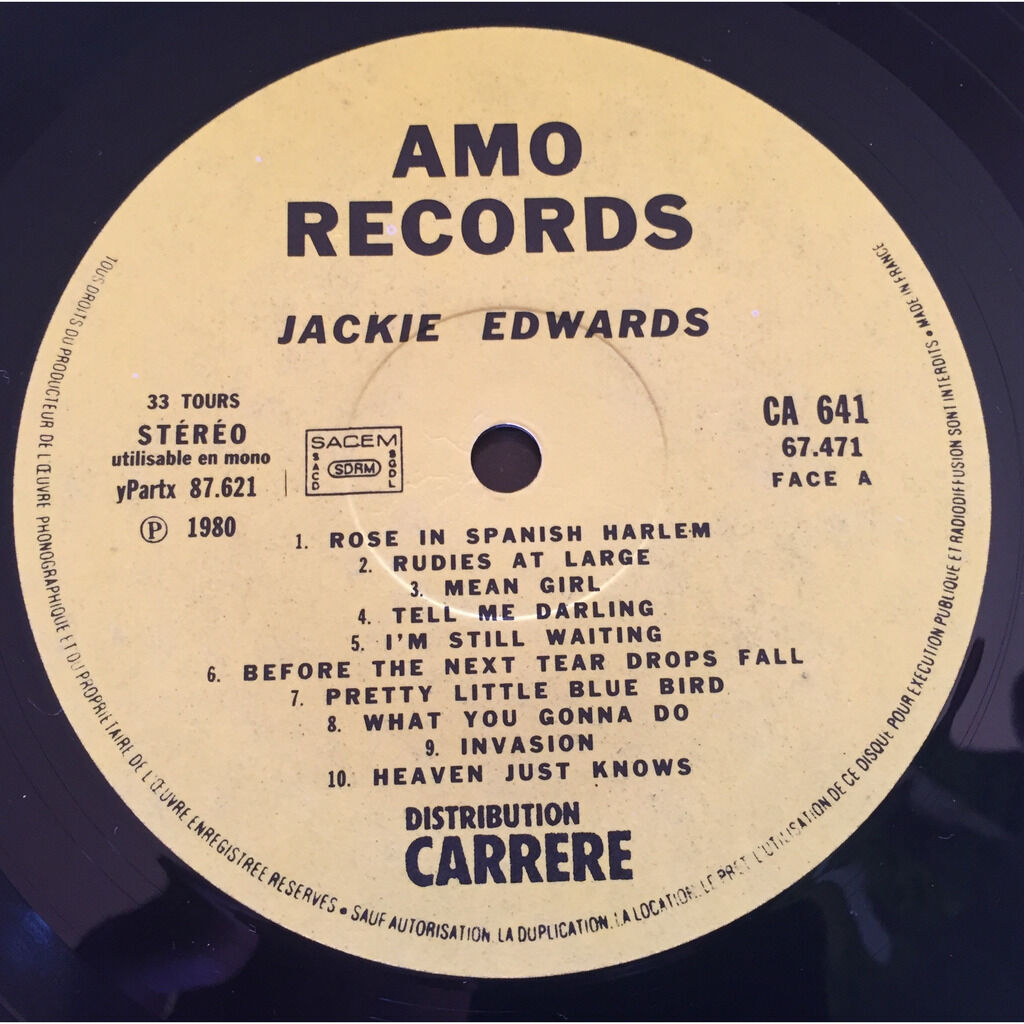 AMO
RECORDS
JACKIE EDWARDS
33 TOURS
STÉRÉO
utilisable en mono
yPartx 87.621
Ⓟ 1980
SACEM
SACD
SDRM
SGDL
CA 641
67.471
FACE A
1. ROSE IN SPANISH HARLEM
2. RUDIES AT LARGE
3. MEAN GIRL
4. TELL ME DARLING
5. I'M STILL WAITING
6. BEFORE THE NEXT TEAR DROPS FALL
7. PRETTY LITTLE BLUE BIRD
8. WHAT YOU GONNA DO
9. INVASION
10. HEAVEN JUST KNOWS
DISTRIBUTION
CARRERE
TOUS DROITS DU PRODUCTEUR DE L'ŒUVRE PHONOGRAPHIQUE ET DU PROPRIETAIRE DE L'ŒUVRE ENREGISTREE RESERVES • SAUF AUTORISATION, LA DUPLICATION, LA LOCATION, LE PRET, L'UTILISATION DE CE DISQUE POUR EXECUTION PUBLIQUE ET RADIODIFFUSION SONT INTERDITS • MADE IN FRANCE